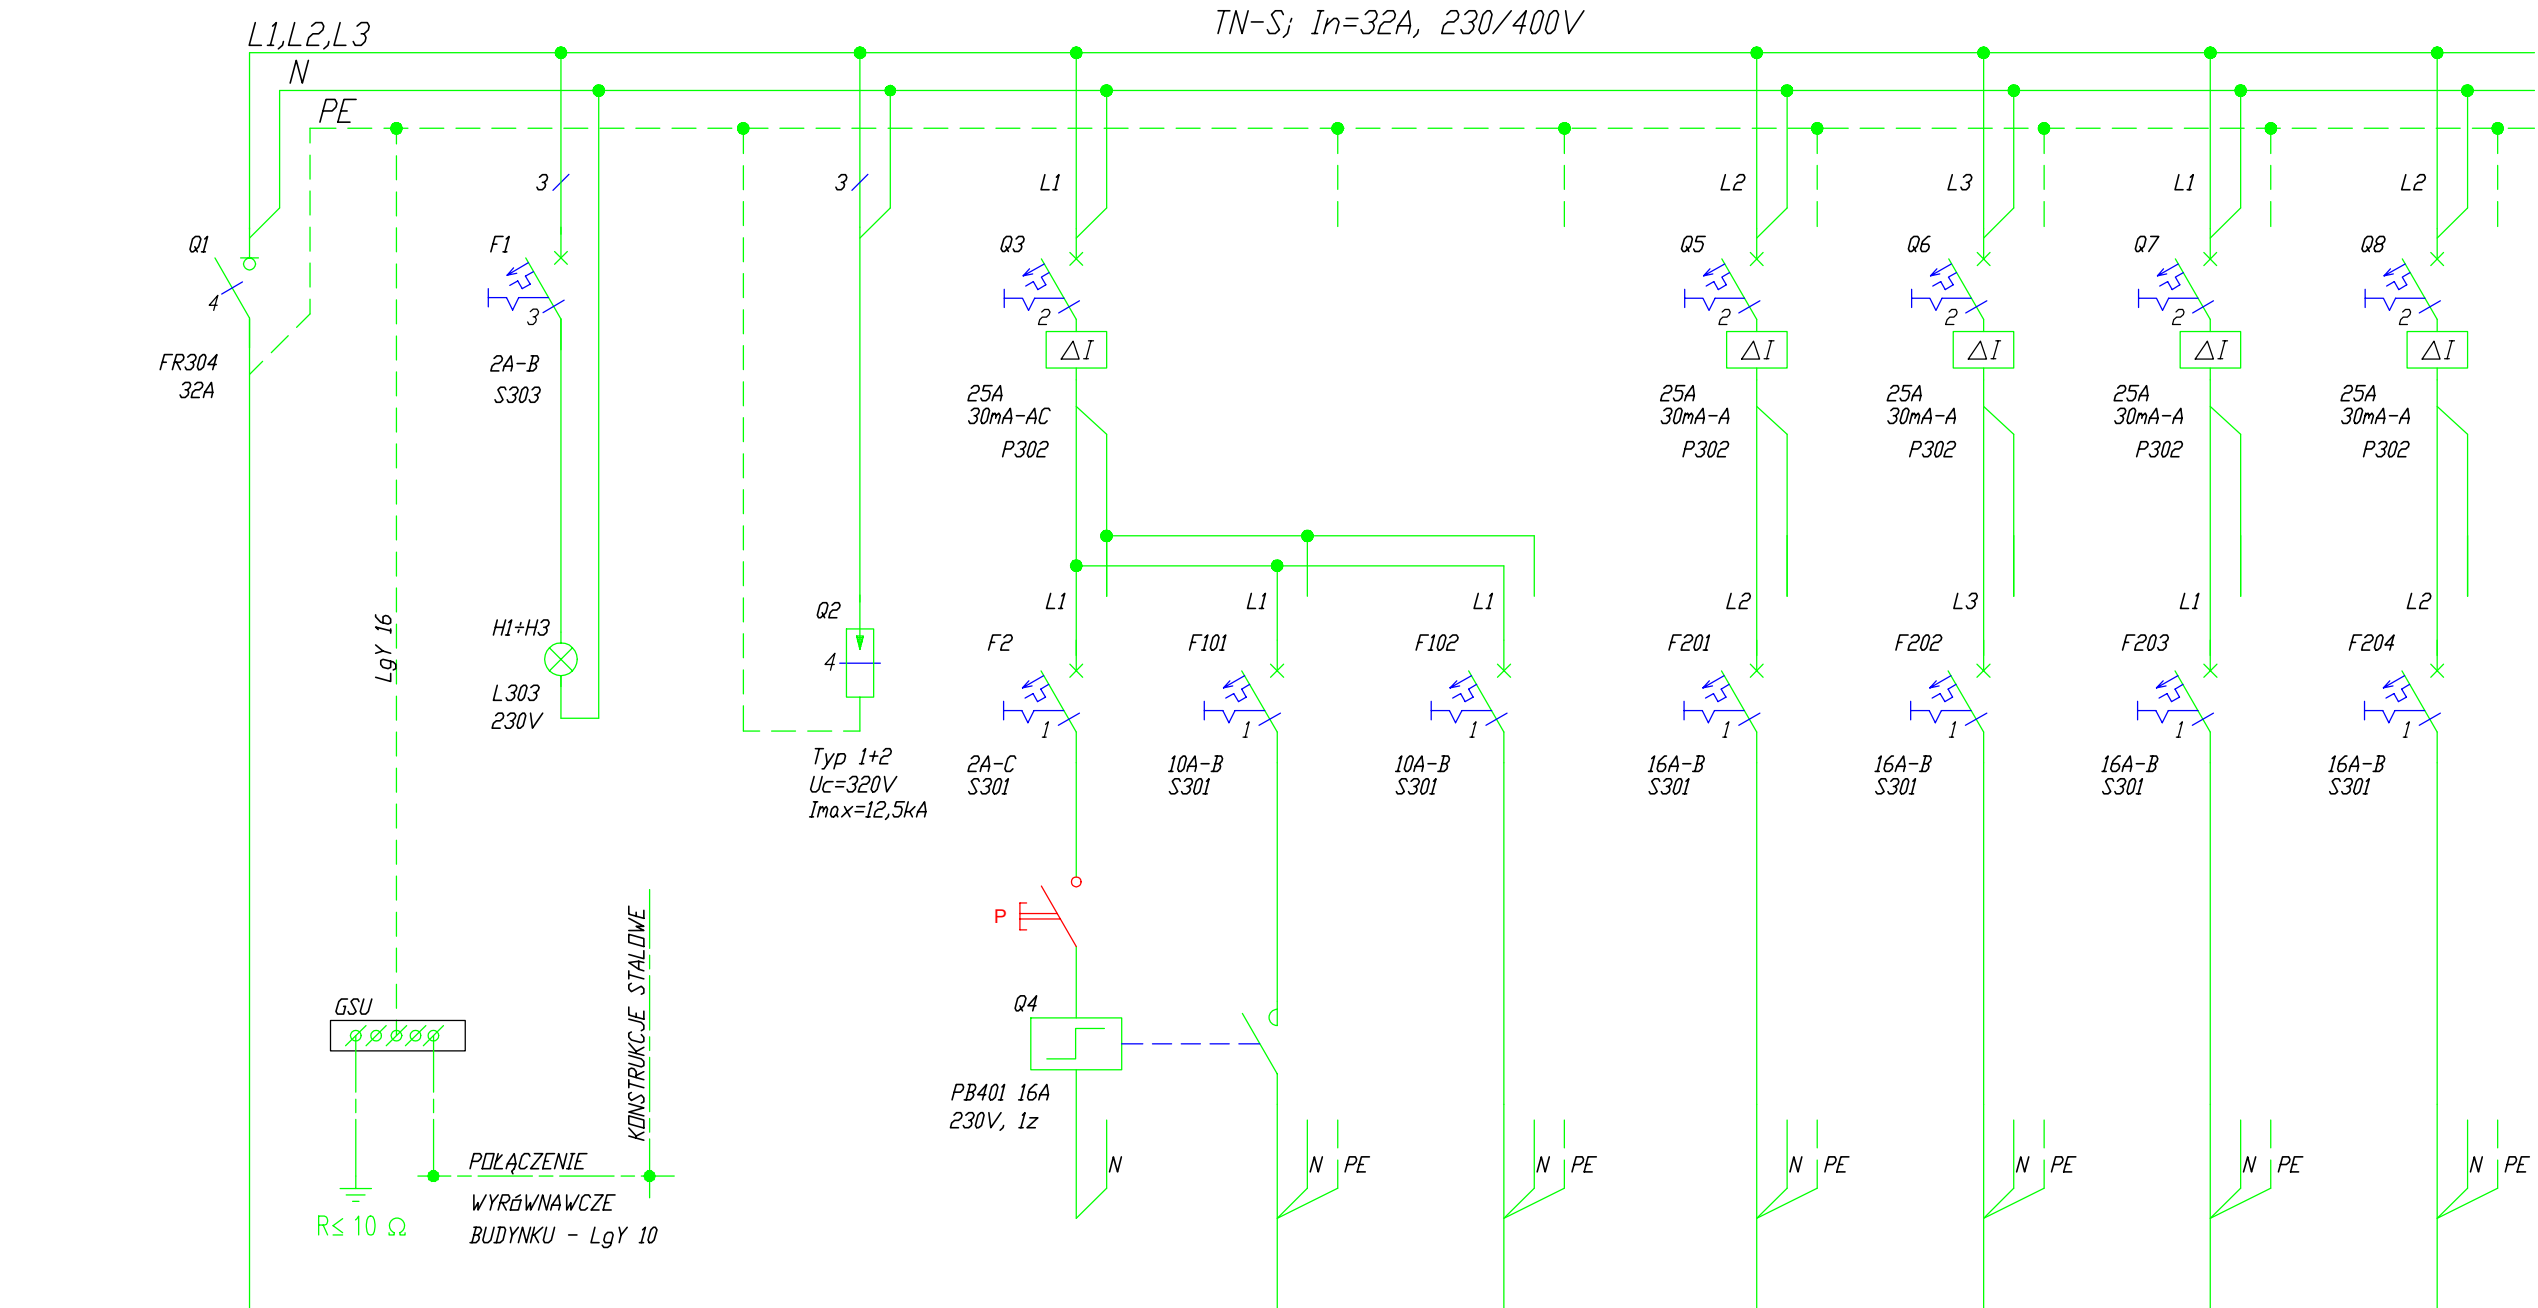 TN-S; In=32A, 230/400V
L1,L2,L3
N
PE
3
3
L1
L2
L3
L1
L2
Q1
F1
Q3
Q5
Q6
Q7
Q8
4
3
2
2
2
2
2
ΔI
ΔI
ΔI
ΔI
ΔI
FR304
32A
2A-B
S303
25A
30mA-AC
P302
25A
30mA-A
P302
25A
30mA-A
P302
25A
30mA-A
P302
25A
30mA-A
P302
LgY 16
H1÷H3
L303
230V
Q2
4
Typ 1+2
Uc=320V
Imax=12,5kA
L1
L1
L1
L2
L3
L1
L2
F2
F101
F102
F201
F202
F203
F204
1
1
1
1
1
1
1
2A-C
S301
10A-B
S301
10A-B
S301
16A-B
S301
16A-B
S301
16A-B
S301
16A-B
S301
P
Q4
PB401 16A
230V, 1z
GSU
KONSTRUKCJE STALOWE
POŁĄCZENIE
WYRÓWNAWCZE
BUDYNKU - LgY 10
R≤ 10 Ω
N
N PE
N PE
N PE
N PE
N PE
N PE